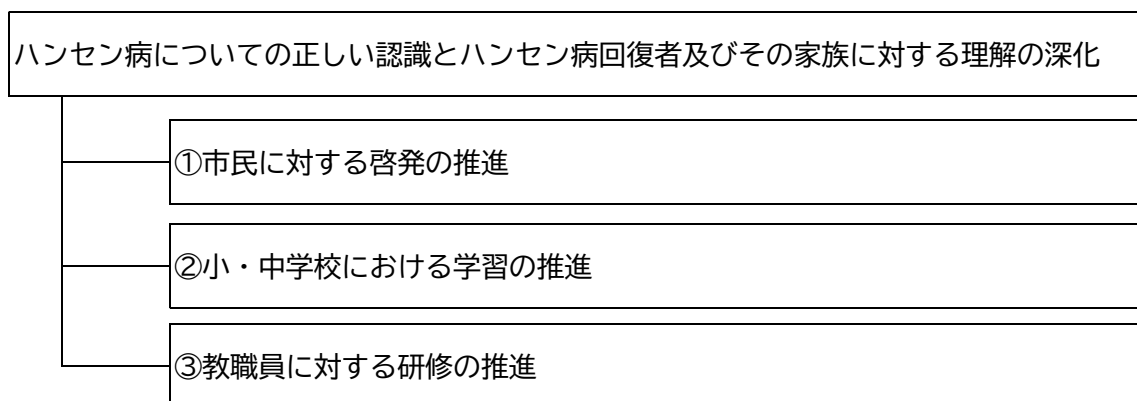 ハンセン病についての正しい認識とハンセン病回復者及びその家族に対する理解の深化
①市民に対する啓発の推進
②小・中学校における学習の推進
③教職員に対する研修の推進